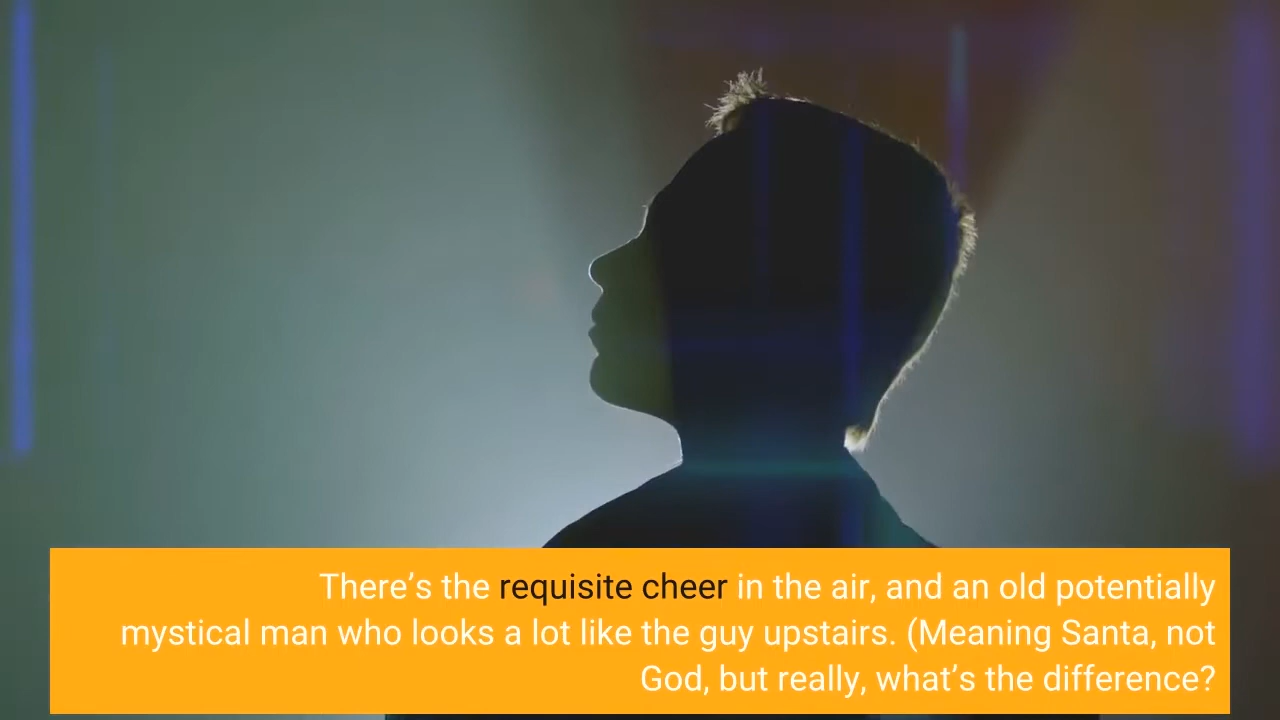 There’s the requisite cheer in the air, and an old potentially
mystical man who looks a lot like the guy upstairs. (Meaning Santa, not
God, but really, what’s the difference?